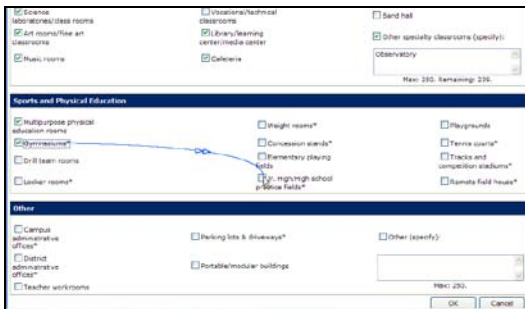 Science
laboratories/class rooms
Vocational/technical
classrooms
Band hall
Art rooms/fine art
classrooms
Library/learning
center/media center
Other specialty classrooms (specify):
Music rooms
Cafeteria
Observatory
Max: 250. Remaining: 239.
Sports and Physical Education
Multipurpose physical
education rooms
Weight rooms*
Playgrounds
Gymnasiums*
Concession stands*
Tennis courts*
Drill team rooms
Elementary playing
fields
Tracks and
competition stadiums*
Locker rooms*
Jr. High/High school
practice fields*
Remote field house*
Other
Campus
administrative
offices*
Parking lots & driveways*
Other (specify):
District
administrative
offices*
Portable/modular buildings
Teacher workrooms
Max: 250.
OK
Cancel